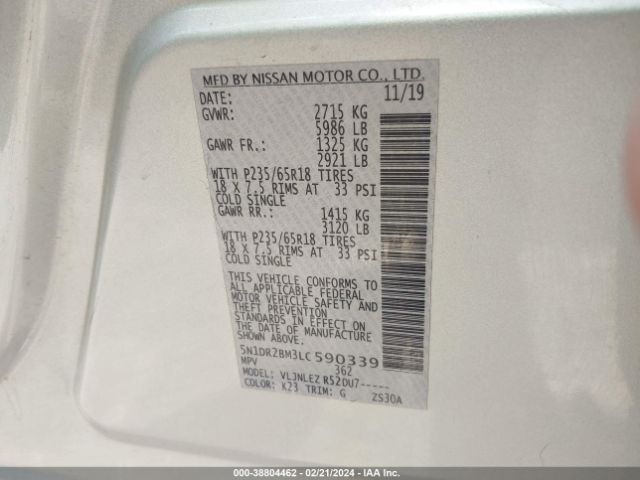 MFD BY NISSAN MOTOR CO., LTD.
DATE: 11/19
GVWR: 2715 KG
5986 LB
GAWR FR.: 1325 KG
2921 LB
WITH P235/65R18 TIRES
18 X 7.5 RIMS AT 33 PSI
COLD SINGLE
GAWR RR.: 1415 KG
3120 LB
WITH P235/65R18 TIRES
18 X 7.5 RIMS AT 33 PSI
COLD SINGLE
THIS VEHICLE CONFORMS TO
ALL APPLICABLE FEDERAL
MOTOR VEHICLE SAFETY AND
THEFT PREVENTION
STANDARDS IN EFFECT ON
THE DATE OF MANUFACTURE
SHOWN ABOVE.
5N1DR2BM3LC590339
MPV 362
MODEL: VLJNLEZ R52DU7-----
COLOR: K23 TRIM: G ZS30A
000-38804462 - 02/21/2024 - IAA Inc.